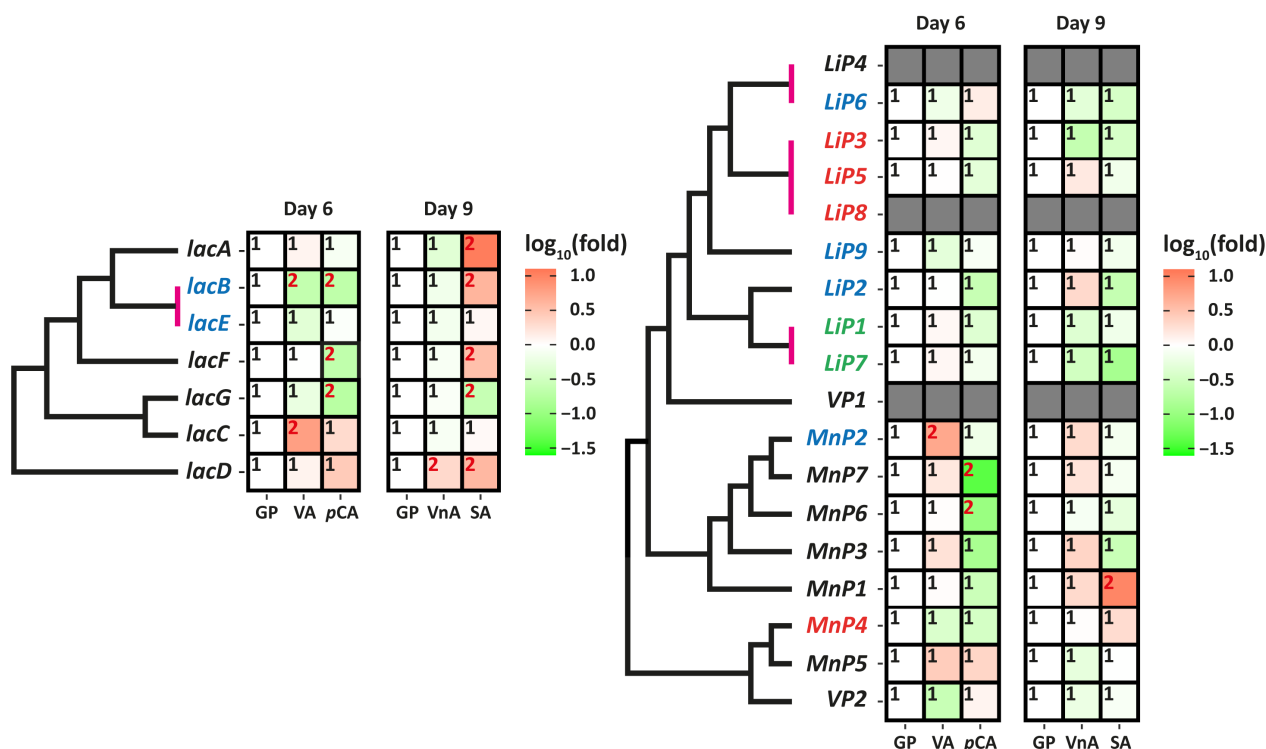 Day 6 Day 9
lacA 1 1 1 1 1 2
lacB 1 2 2 1 1 2
lacE 1 1 1 1 1 1
lacF 1 1 2 1 1 2
lacG 1 1 2 1 1 2
lacC 1 2 1 1 1 1
lacD 1 1 1 1 2 2
GP VA pCA GP VnA SA
log10(fold)
1.0
0.5
0.0
−0.5
−1.0
−1.5
Day 6 Day 9
LiP4
LiP6 1 1 1 1 1 1
LiP3 1 1 1 1 1 1
LiP5 1 1 1 1 1 1
LiP8
LiP9 1 1 1 1 1 1
LiP2 1 1 1 1 1 1
LiP1 1 1 1 1 1 1
LiP7 1 1 1 1 1 1
VP1
MnP2 1 2 1 1 1 1
MnP7 1 1 2 1 1 1
MnP6 1 1 2 1 1 1
MnP3 1 1 1 1 1 1
MnP1 1 1 1 1 1 2
MnP4 1 1 1 1 1 1
MnP5 1 1 1 1 1 1
VP2 1 1 1 1 1 1
GP VA pCA GP VnA SA
log10(fold)
1.0
0.5
0.0
−0.5
−1.0
−1.5